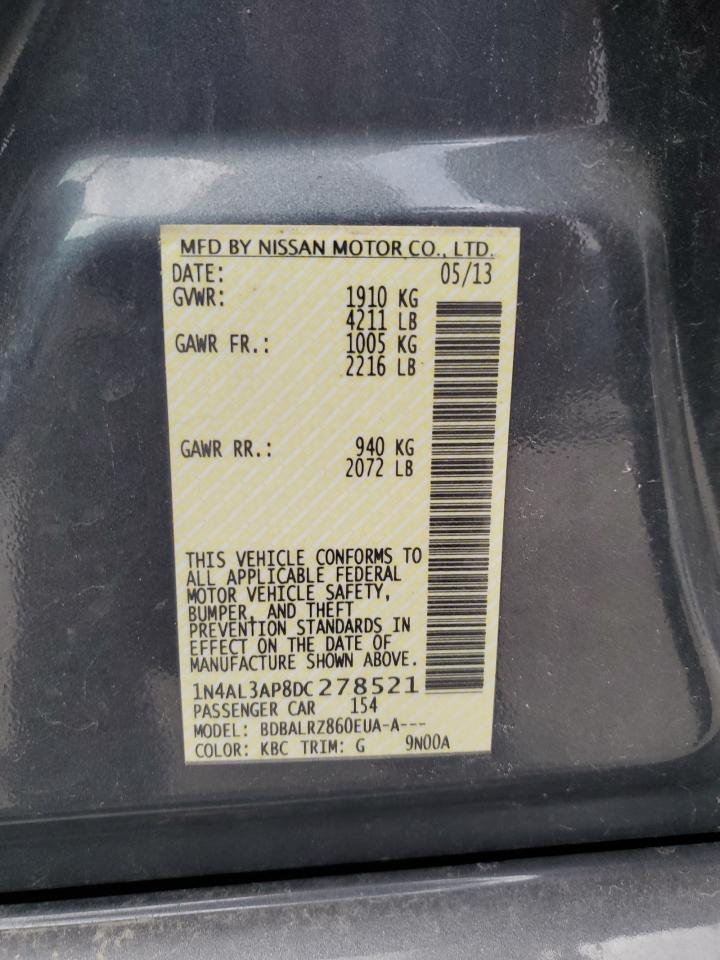 MFD BY NISSAN MOTOR CO., LTD.
DATE: 05/13
GVWR: 1910 KG
4211 LB
GAWR FR.: 1005 KG
2216 LB
GAWR RR.: 940 KG
2072 LB
THIS VEHICLE CONFORMS TO
ALL APPLICABLE FEDERAL
MOTOR VEHICLE SAFETY,
BUMPER, AND THEFT
PREVENTION STANDARDS IN
EFFECT ON THE DATE OF
MANUFACTURE SHOWN ABOVE.
1N4AL3AP8DC278521
PASSENGER CAR 154
MODEL: BDBALRZ860EUA-A---
COLOR: KBC TRIM: G 9N00A